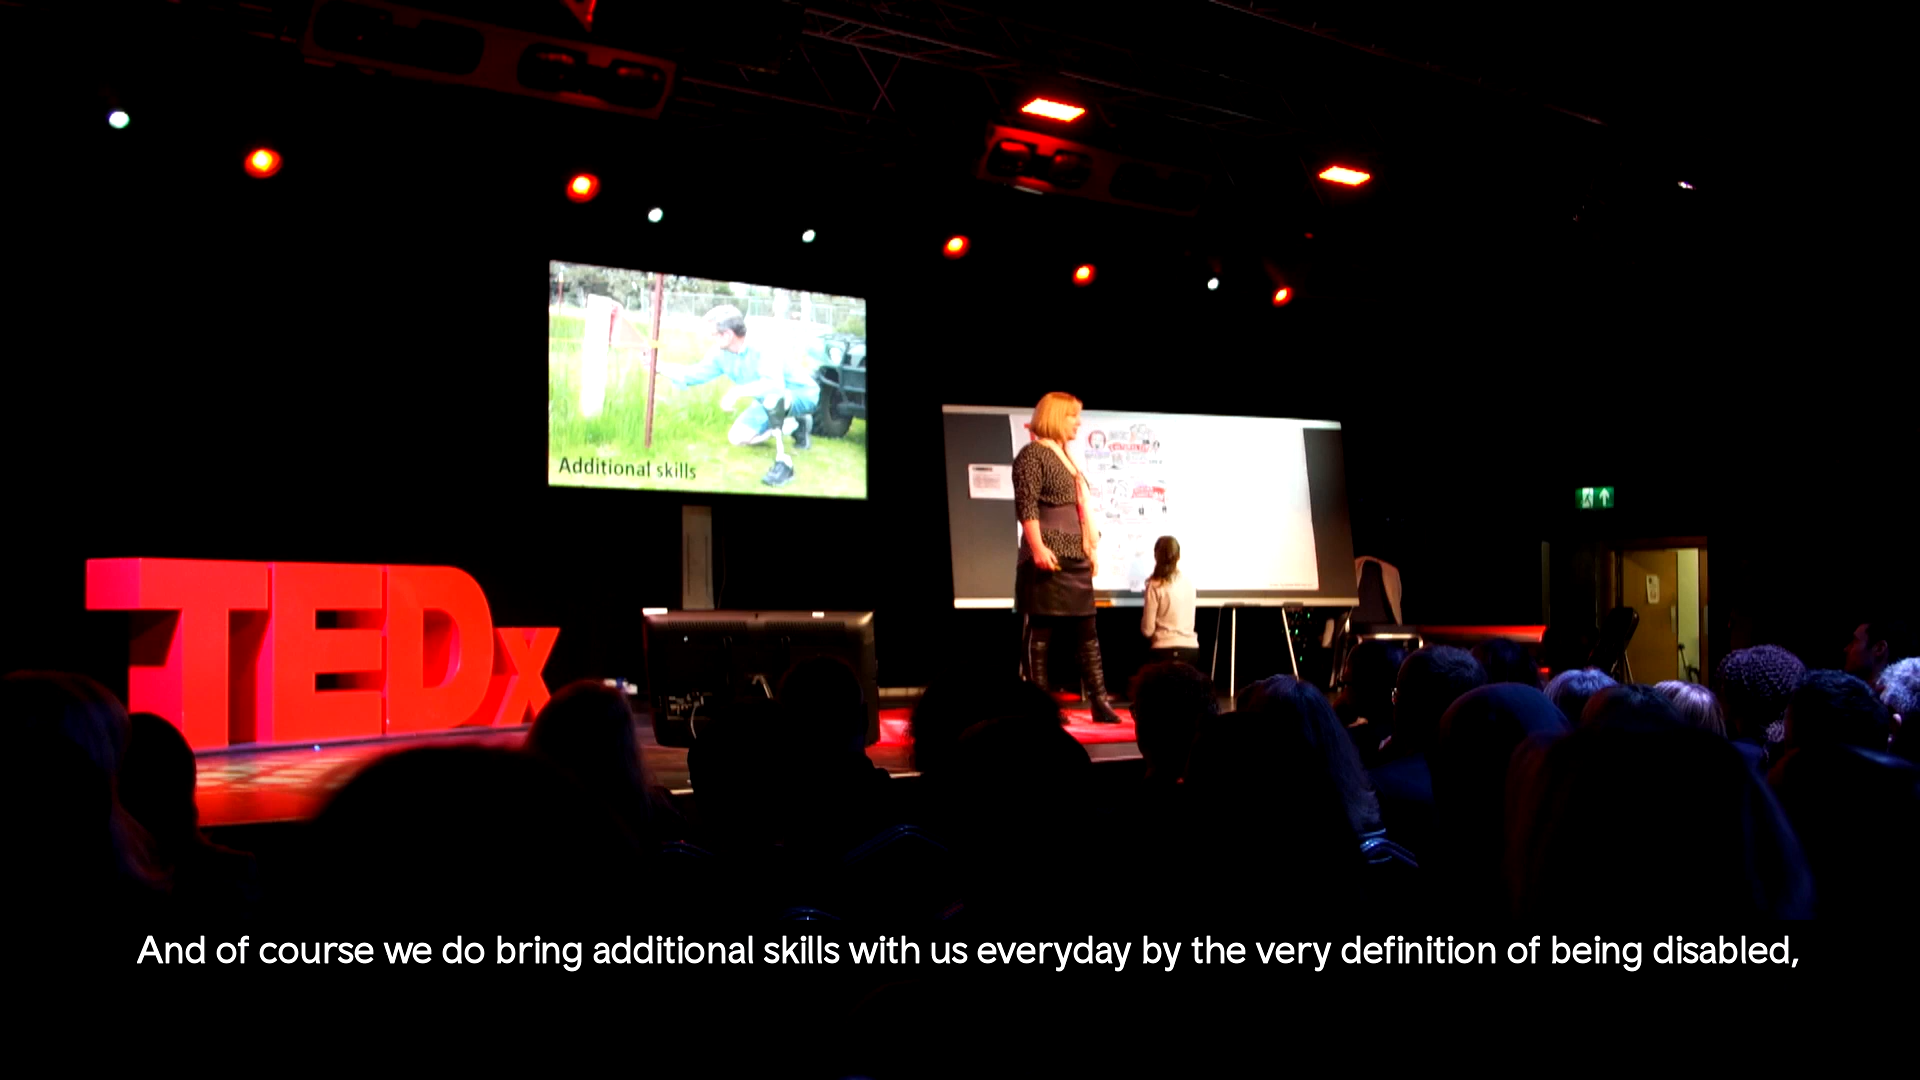 Additional skills
TEDx
And of course we do bring additional skills with us everyday by the very definition of being disabled,